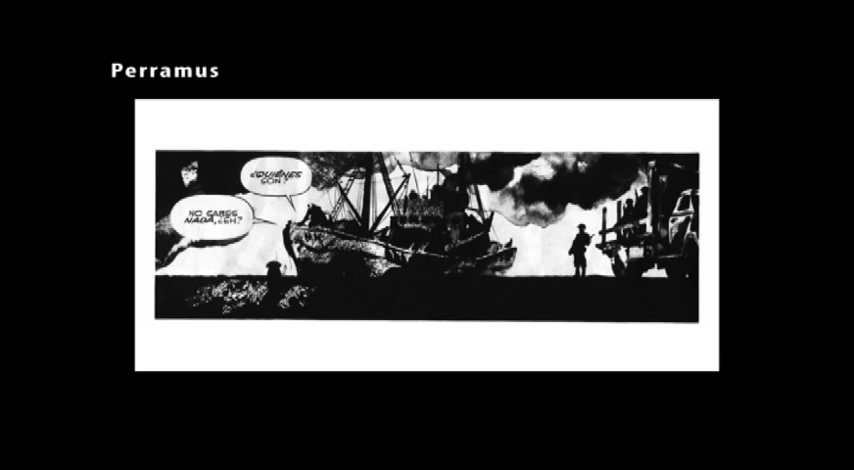 Perramus
¿QUIÉNES
SON?
NO SABES
NADA, ¿EH?